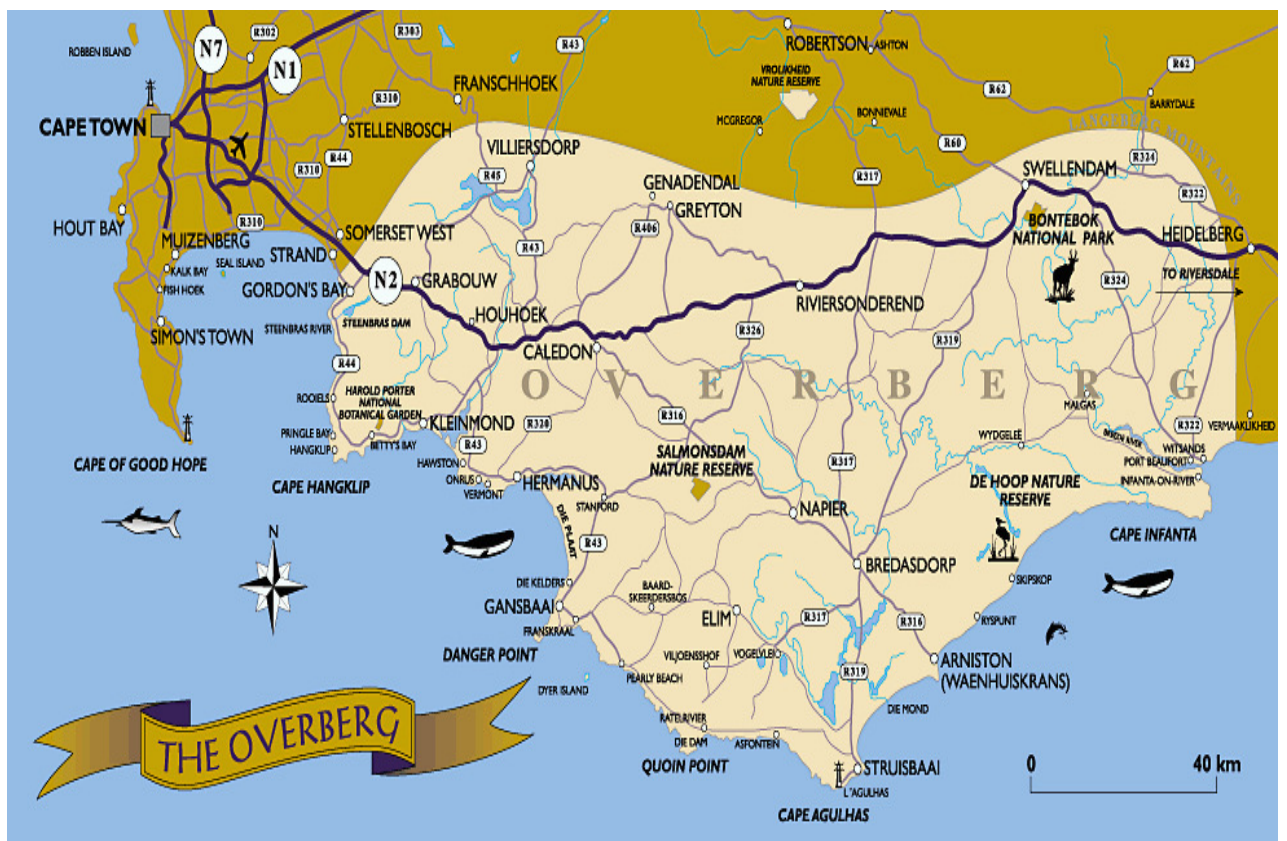 ROBBEN ISLAND
N7
R302
N1
R303
R43
ROBERTSON
ASHTON
R62
VROLIKHEID
NATURE RESERVE
R62
BARRYDALE
FRANSCHHOEK
R310
STELLENBOSCH
CAPE TOWN
MCGREGOR
BONNIEVALE
LANGEBERG MOUNTAINS
R44
R310
VILLIERSDORP
R45
R60
R324
R317
SWELLENDAM
R322
GENADENDAL
GREYTON
HOUT BAY
R310
MUIZENBERG
SOMERSET WEST
R406
R43
BONTEBOK
NATIONAL PARK
HEIDELBERG
STRAND
KALK BAY
SEAL ISLAND
FISH HOEK
GORDON'S BAY
N2
GRABOUW
TO RIVERSDALE
R324
RIVIERSONDEREND
SIMON'S TOWN
STEENBRAS RIVER
STEENBRAS DAM
HOUHOEK
R326
CALEDON
R319
R44
OVERBERG
ROOIELS
HAROLD PORTER
NATIONAL
BOTANICAL GARDEN
MALGAS
R316
R320
KLEINMOND
PRINGLE BAY
HANGKLIP
BETTY'S BAY
R43
VERMAAKLIKHEID
R322
BREEDE RIVER
WYDGELEË
WITSANDS
PORT BEAUFORT
INFANTA-ON-RIVER
CAPE OF GOOD HOPE
CAPE HANGKLIP
HAWSTON
ONRUS
VERMONT
HERMANUS
SALMONSDAM
NATURE RESERVE
R317
DE HOOP NATURE
RESERVE
STANFORD
DIE PLAAT
NAPIER
CAPE INFANTA
N
R43
BREDASDORP
DIE KELDERS
BAARD-
SKEERDERSBOS
SKIPSKOP
GANSBAAI
FRANSKRAAL
ELIM
R317
R316
RYSPUNT
DANGER POINT
VILJOENSSHOF
VOGELVLEI
ARNISTON
(WAENHUISKRANS)
DYER ISLAND
PEARLY BEACH
R319
DIE MOND
THE OVERBERG
RATELRIVIER
DIE DAM
ASFONTEIN
QUOIN POINT
STRUISBAAI
L 'AGULHAS
CAPE AGULHAS
0 40 km